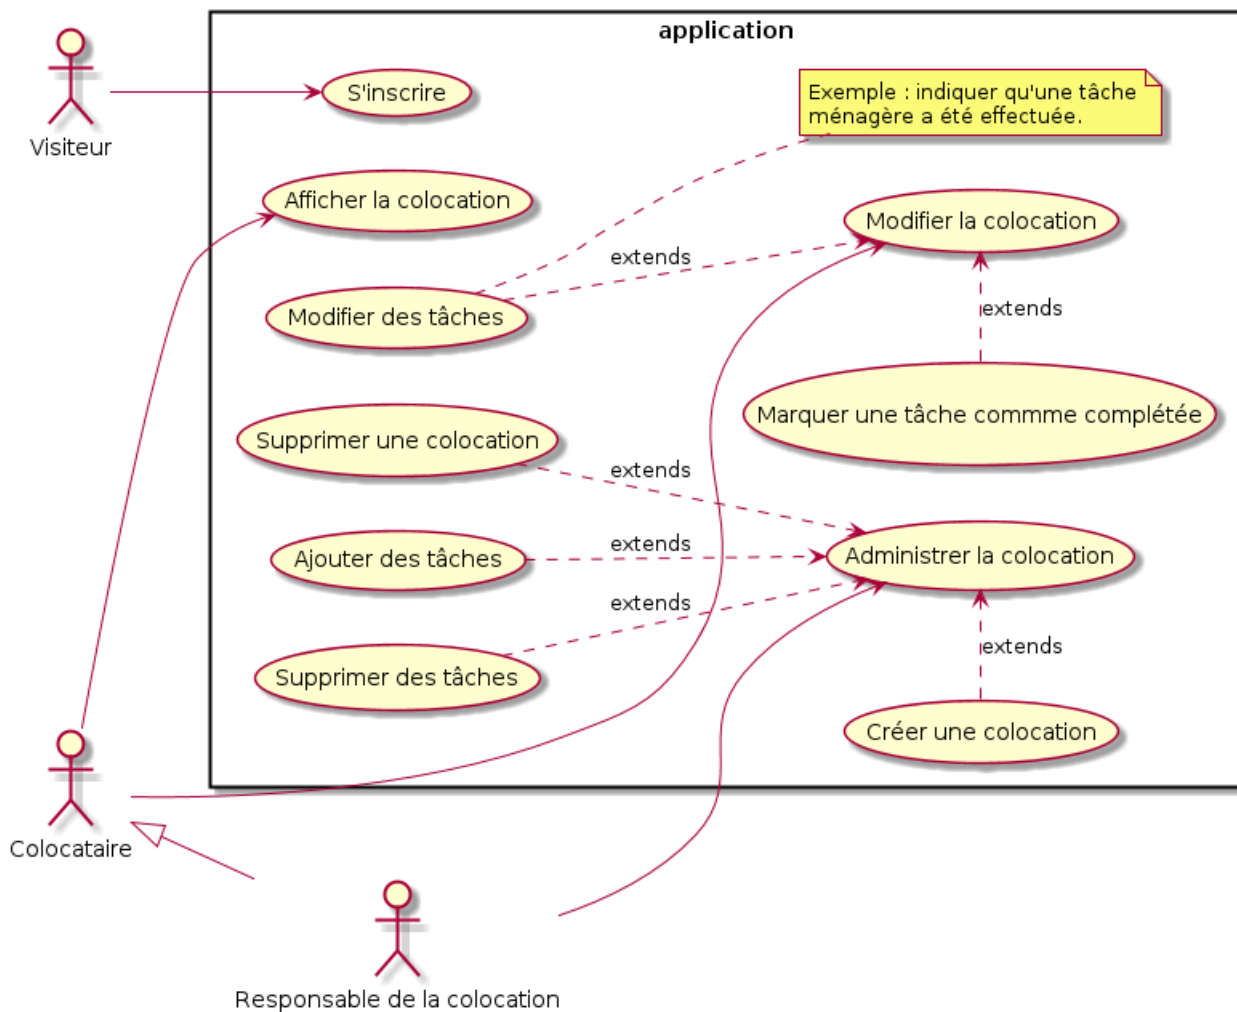 application
S'inscrire
Exemple : indiquer qu'une tâche
ménagère a été effectuée.
Visiteur
Afficher la colocation
Modifier la colocation
extends
Modifier des tâches
extends
Marquer une tâche commme complétée
Supprimer une colocation
extends
extends
Ajouter des tâches
Administrer la colocation
extends
extends
Supprimer des tâches
Créer une colocation
Colocataire
Responsable de la colocation